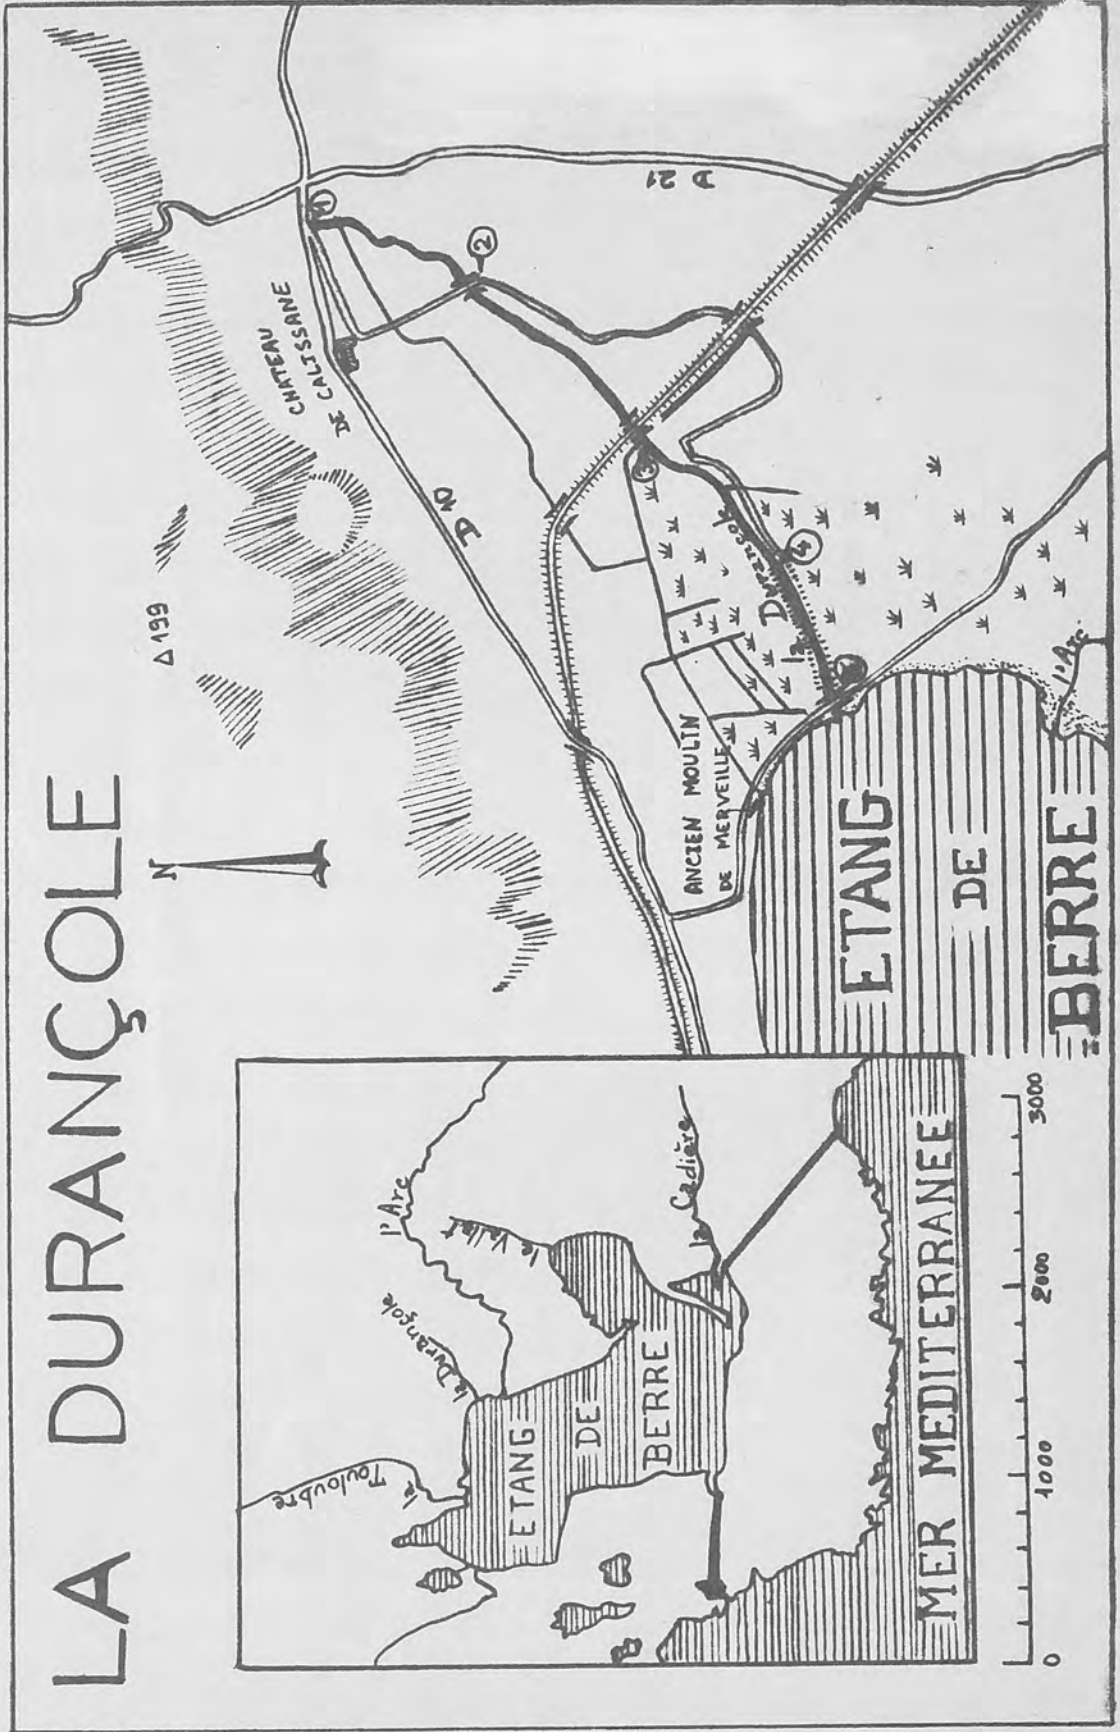 LA DURANÇOLE
N
Δ 199
CHATEAU
DE CALISSANE
D 10
D 21
1
2
3
4
la Durançole
ANCIEN MOULIN
DE MERVEILLE
l'Arc
ETANG
DE
BERRE
la Touloubre
la Durançole
l'Arc
le Vallat
la Cadière
ETANG
DE
BERRE
MER MEDITERRANEE
0 1000 2000 3000